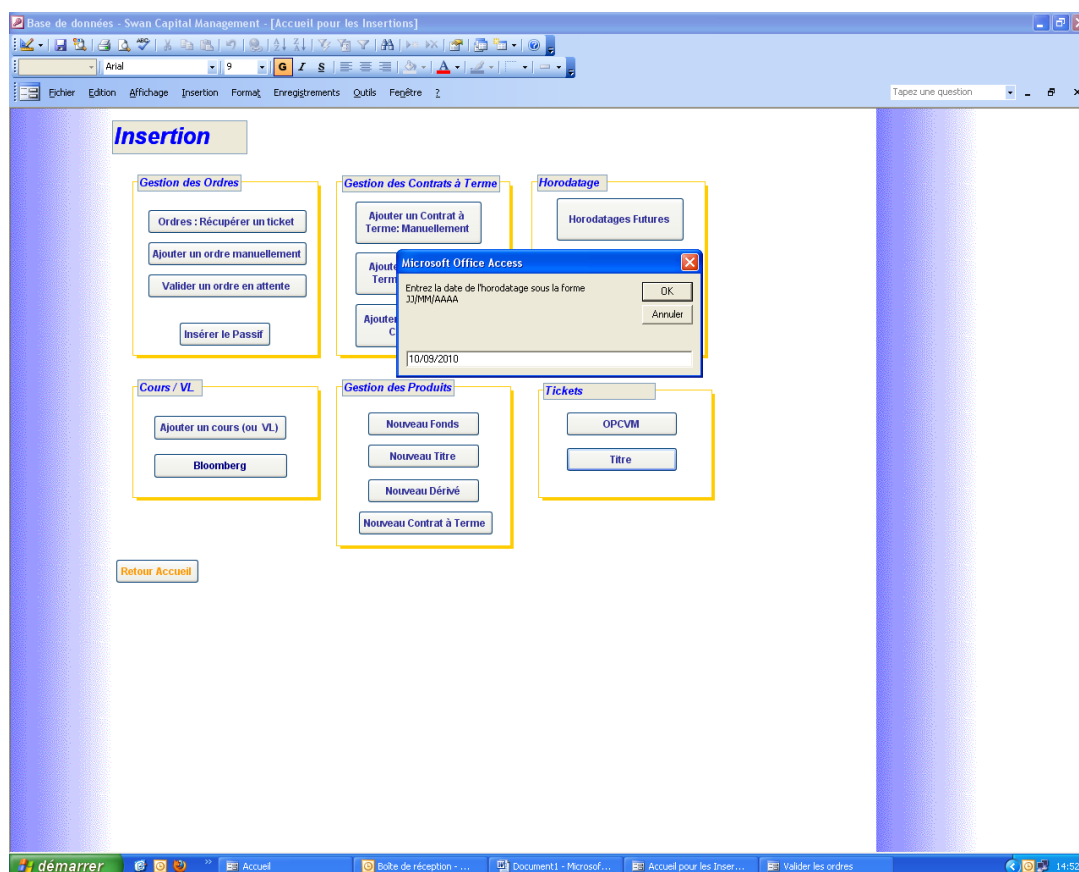 Base de données - Swan Capital Management - [Accueil pour les Insertions]
Arial 9 G I S A
Fichier Edition Affichage Insertion Format Enregistrements Outils Fenêtre ? Tapez une question
Insertion
Gestion des Ordres
Ordres : Récupérer un ticket
Ajouter un ordre manuellement
Valider un ordre en attente
Insérer le Passif
Gestion des Contrats à Terme
Ajouter un Contrat à
Terme: Manuellement
Ajoute
Term
Ajouter
C
Horodatage
Horodatages Futures
Microsoft Office Access
Entrez la date de l'horodatage sous la forme
JJ/MM/AAAA
OK
Annuler
10/09/2010
Cours / VL
Ajouter un cours (ou VL)
Bloomberg
Gestion des Produits
Nouveau Fonds
Nouveau Titre
Nouveau Dérivé
Nouveau Contrat à Terme
Tickets
OPCVM
Titre
Retour Accueil
démarrer Accueil Boîte de réception - ... Document1 - Microsof... Accueil pour les Inser... Valider les ordres 14:52